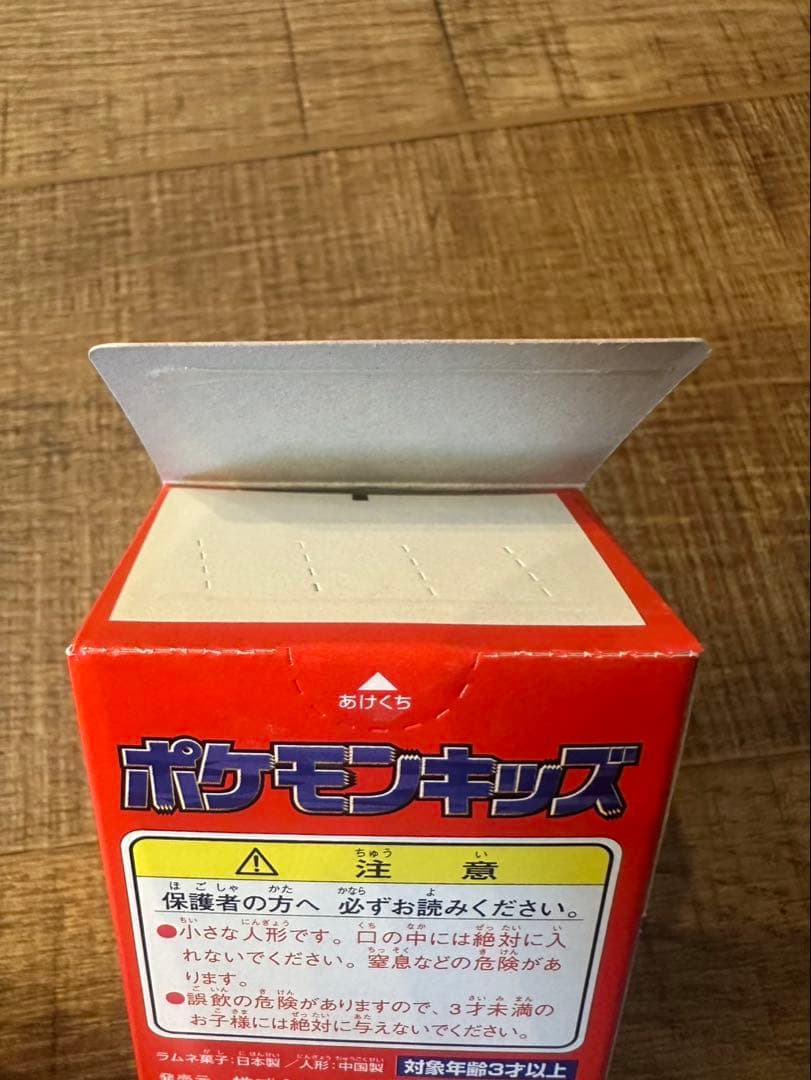 あけくち
ポケモンキッズ
注意
保護者の方へ 必ずお読みください。
●小さな人形です。口の中には絶対に入
れないでください。窒息などの危険があ
ります。
●誤飲の危険がありますので、3才未満の
お子様には絶対に与えないでください。
ラムネ菓子:日本製/人形:中国製 対象年齢3才以上
発売元